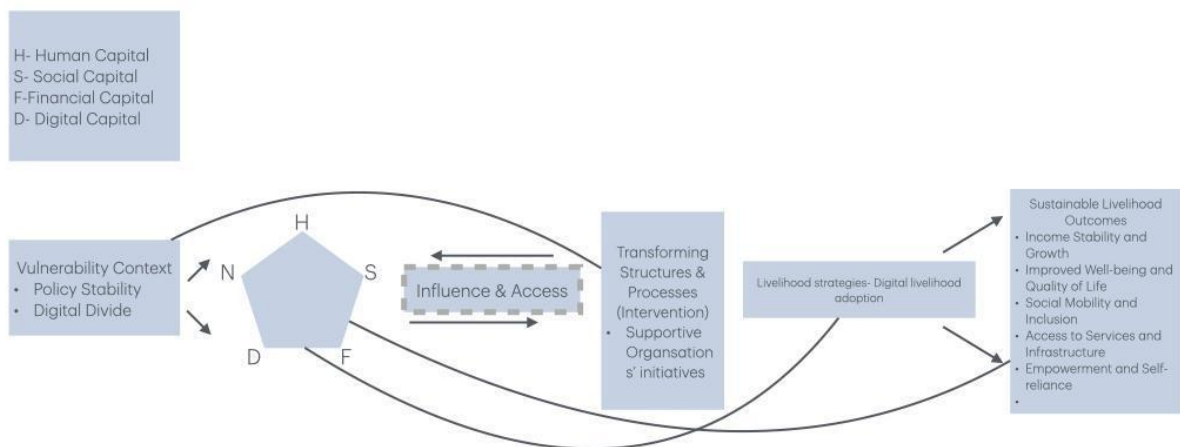 H- Human Capital
S- Social Capital
F-Financial Capital
D- Digital Capital
Vulnerability Context
• Policy Stability
• Digital Divide
H
N
S
D
F
Influence & Access
Transforming
Structures &
Processes
(Intervention)
• Supportive
Organsation
s’ initiatives
Livelihood strategies- Digital livelihood
adoption
Sustainable Livelihood
Outcomes
• Income Stability and
Growth
• Improved Well-being and
Quality of Life
• Social Mobility and
Inclusion
• Access to Services and
Infrastructure
• Empowerment and Self-
reliance
•